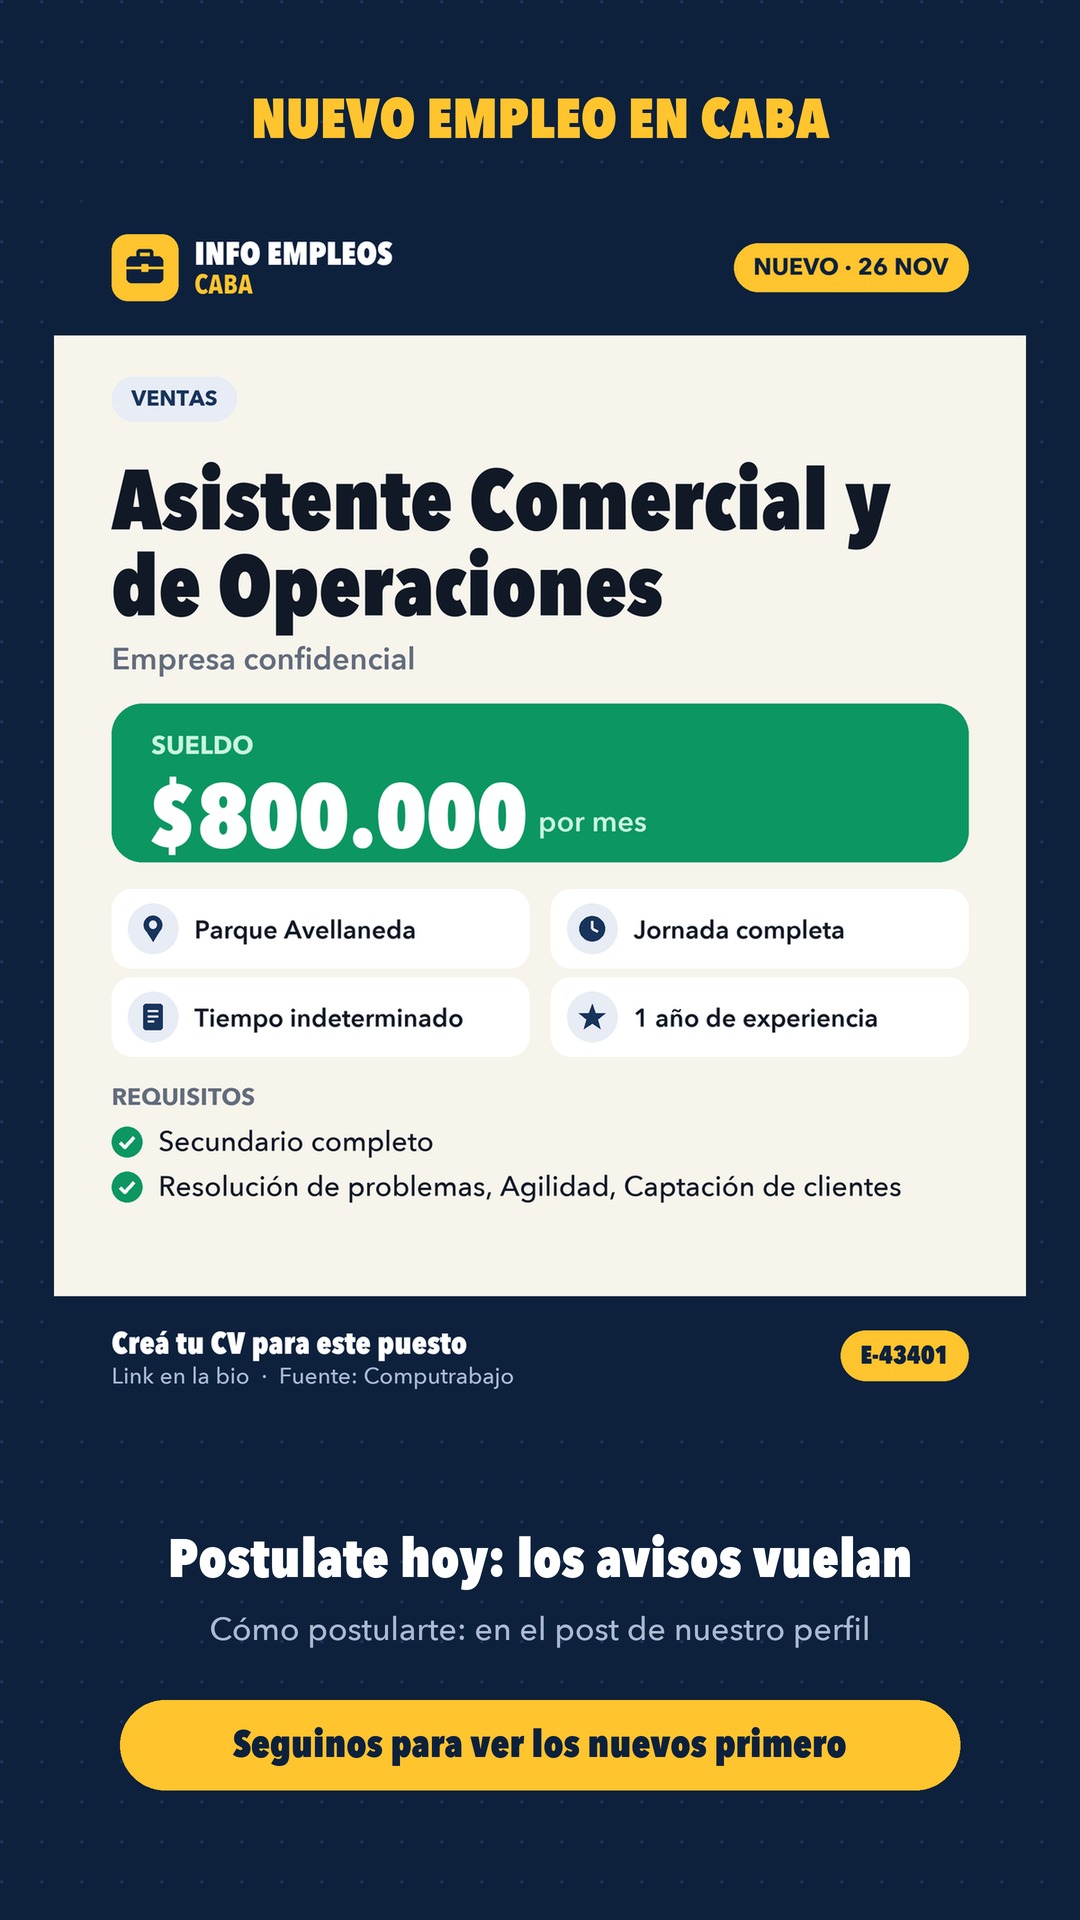 NUEVO EMPLEO EN CABA
INFO EMPLEOS
CABA
NUEVO · 26 NOV
VENTAS
Asistente Comercial y
de Operaciones
Empresa confidencial
SUELDO
$800.000 por mes
Parque Avellaneda
Jornada completa
Tiempo indeterminado
1 año de experiencia
REQUISITOS
Secundario completo
Resolución de problemas, Agilidad, Captación de clientes
Creá tu CV para este puesto
Link en la bio · Fuente: Computrabajo
E-43401
Postulate hoy: los avisos vuelan
Cómo postularte: en el post de nuestro perfil
Seguinos para ver los nuevos primero